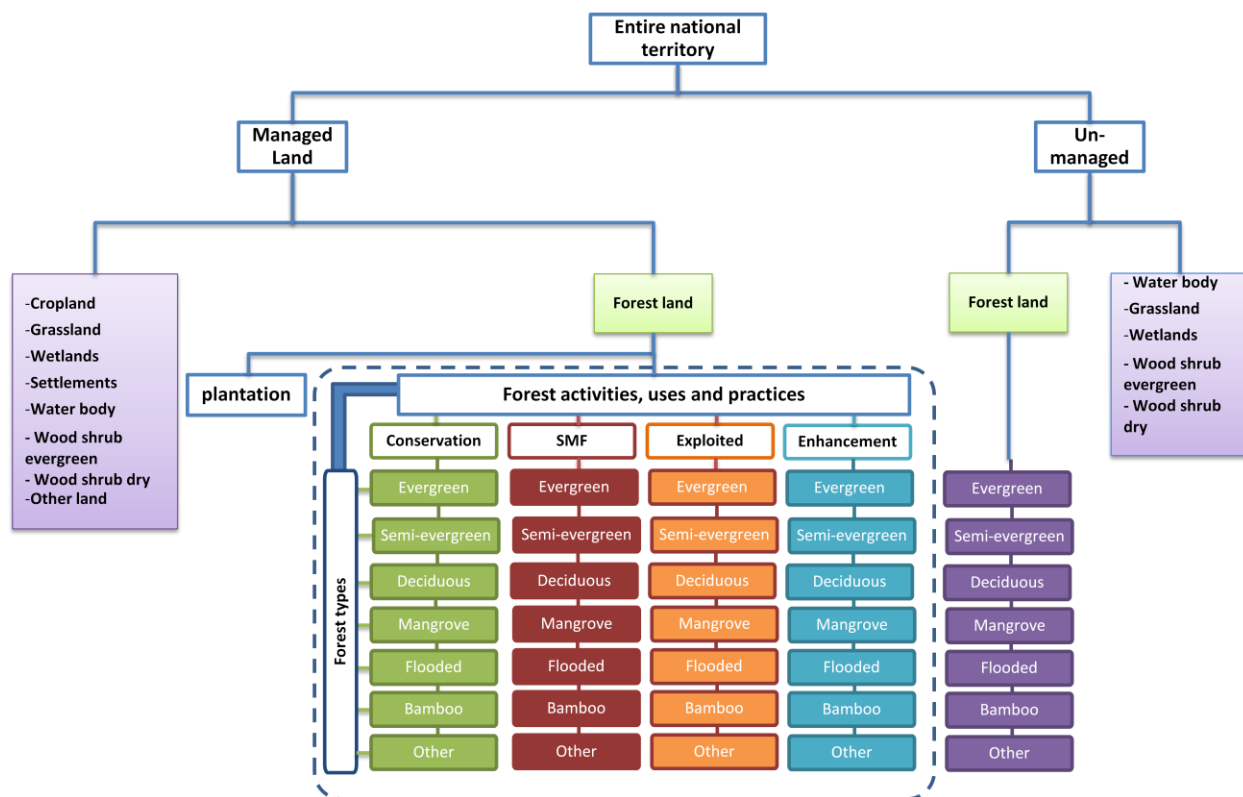 Entire national
territory
Managed
Land
Un-
managed
-Cropland
-Grassland
-Wetlands
-Settlements
-Water body
- Wood shrub
evergreen
- Wood shrub dry
-Other land
Forest land
Forest land
- Water body
-Grassland
-Wetlands
- Wood shrub
evergreen
- Wood shrub
dry
plantation
Forest activities, uses and practices
Forest types
Conservation
SMF
Exploited
Enhancement
Evergreen
Evergreen
Evergreen
Evergreen
Evergreen
Semi-evergreen
Semi-evergreen
Semi-evergreen
Semi-evergreen
Semi-evergreen
Deciduous
Deciduous
Deciduous
Deciduous
Deciduous
Mangrove
Mangrove
Mangrove
Mangrove
Mangrove
Flooded
Flooded
Flooded
Flooded
Flooded
Bamboo
Bamboo
Bamboo
Bamboo
Bamboo
Other
Other
Other
Other
Other